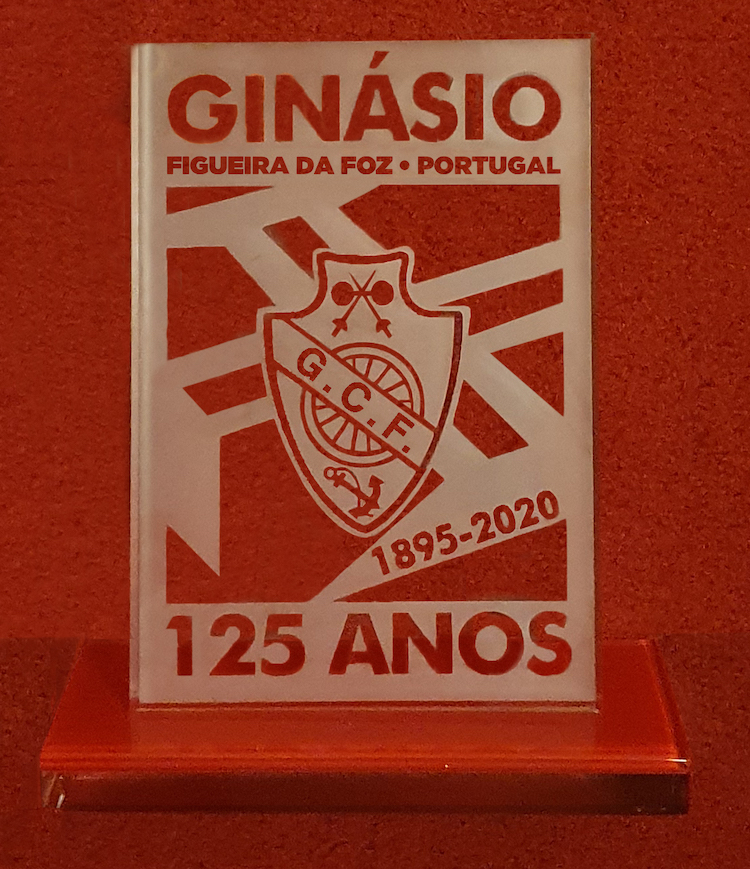 GINÁSIO
FIGUEIRA DA FOZ • PORTUGAL
G.C.F.
1895-2020
125 ANOS